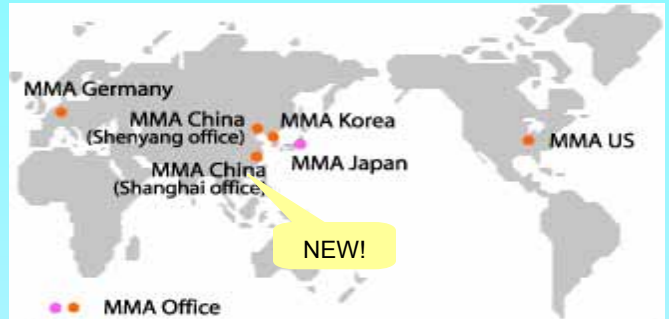 MMA Germany
MMA China
(Shenyang office)
MMA Korea
MMA US
MMA China
(Shanghai office)
MMA Japan
NEW!
MMA Office